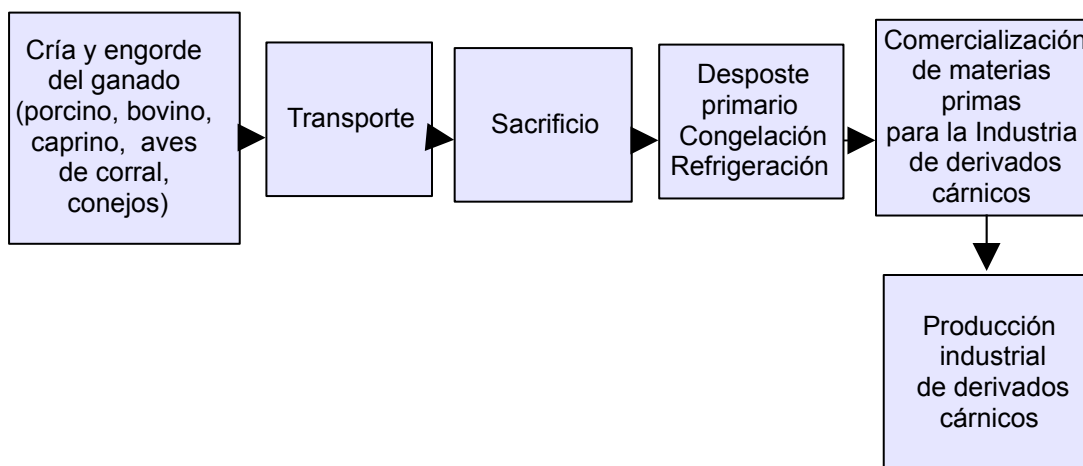 Cría y engorde
del ganado
(porcino, bovino,
caprino, aves
de corral,
conejos)
Transporte
Sacrificio
Desposte
primario
Congelación
Refrigeración
Comercialización
de materias
primas
para la Industria
de derivados
cárnicos
Producción
industrial
de derivados
cárnicos